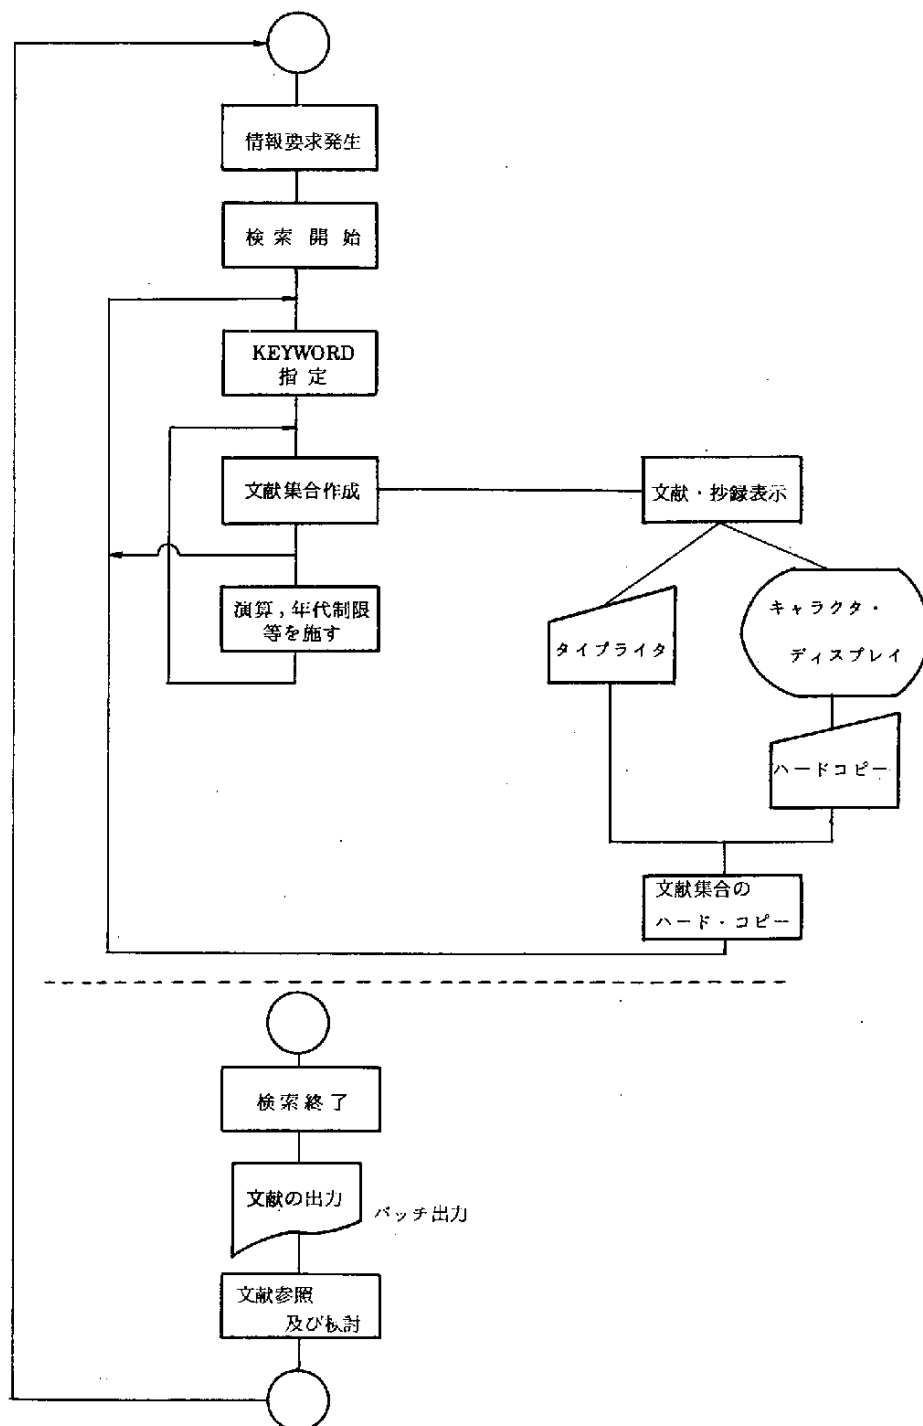 情報要求発生
検索開始
KEYWORD
指定
文献集合作成
文献・抄録表示
演算,年代制限
等を施す
タイプライタ
キャラクタ・
ディスプレイ
ハードコピー
文献集合の
ハード・コピー
検索終了
文献の出力
バッチ出力
文献参照
及び検討